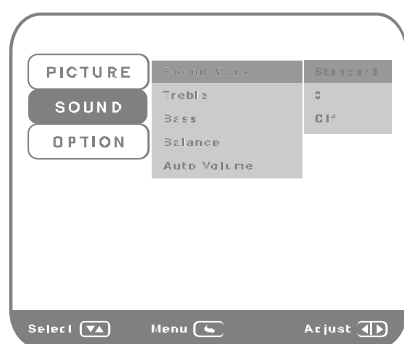 PICTURE
SOUND
OPTION
Sound Mode Standard
Treble 0
Bass Off
Balance
Auto Volume
Select Menu Adjust